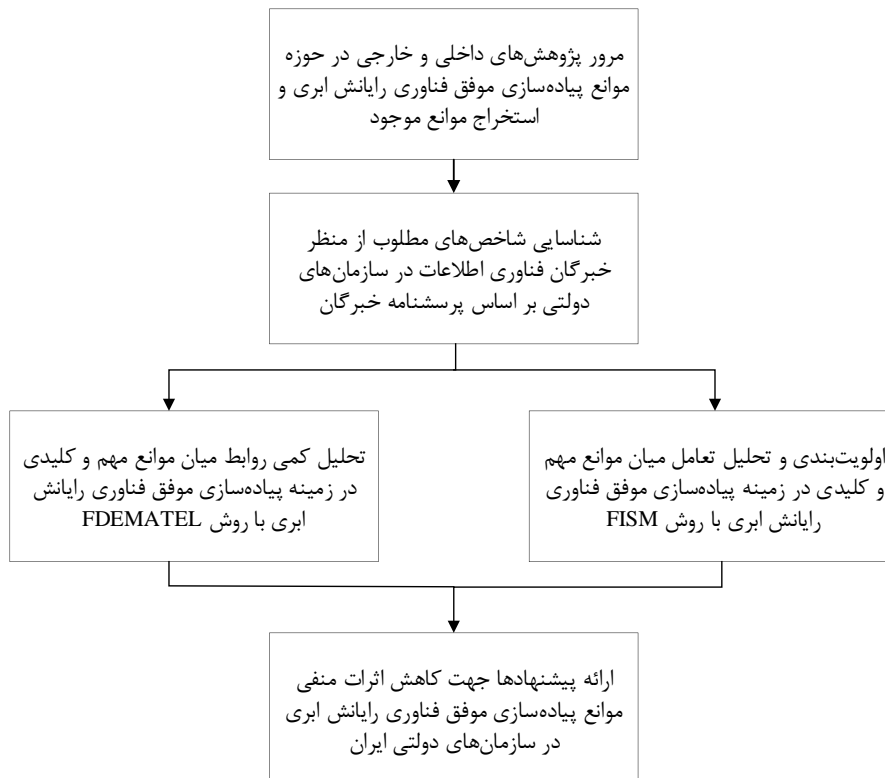 مرور پژوهش‌های داخلی و خارجی در حوزه
موانع پیاده‌سازی موفق فناوری رایانش ابری و
استخراج موانع موجود
شناسایی شاخص‌های مطلوب از منظر
خبرگان فناوری اطلاعات در سازمان‌های
دولتی بر اساس پرسشنامه خبرگان
اولویت‌بندی و تحلیل تعامل میان موانع مهم
و کلیدی در زمینه پیاده‌سازی موفق فناوری
رایانش ابری با روش FISM
تحلیل کمی روابط میان موانع مهم و کلیدی
در زمینه پیاده‌سازی موفق فناوری رایانش
ابری با روش FDEMATEL
ارائه پیشنهادها جهت کاهش اثرات منفی
موانع پیاده‌سازی موفق فناوری رایانش ابری
در سازمان‌های دولتی ایران